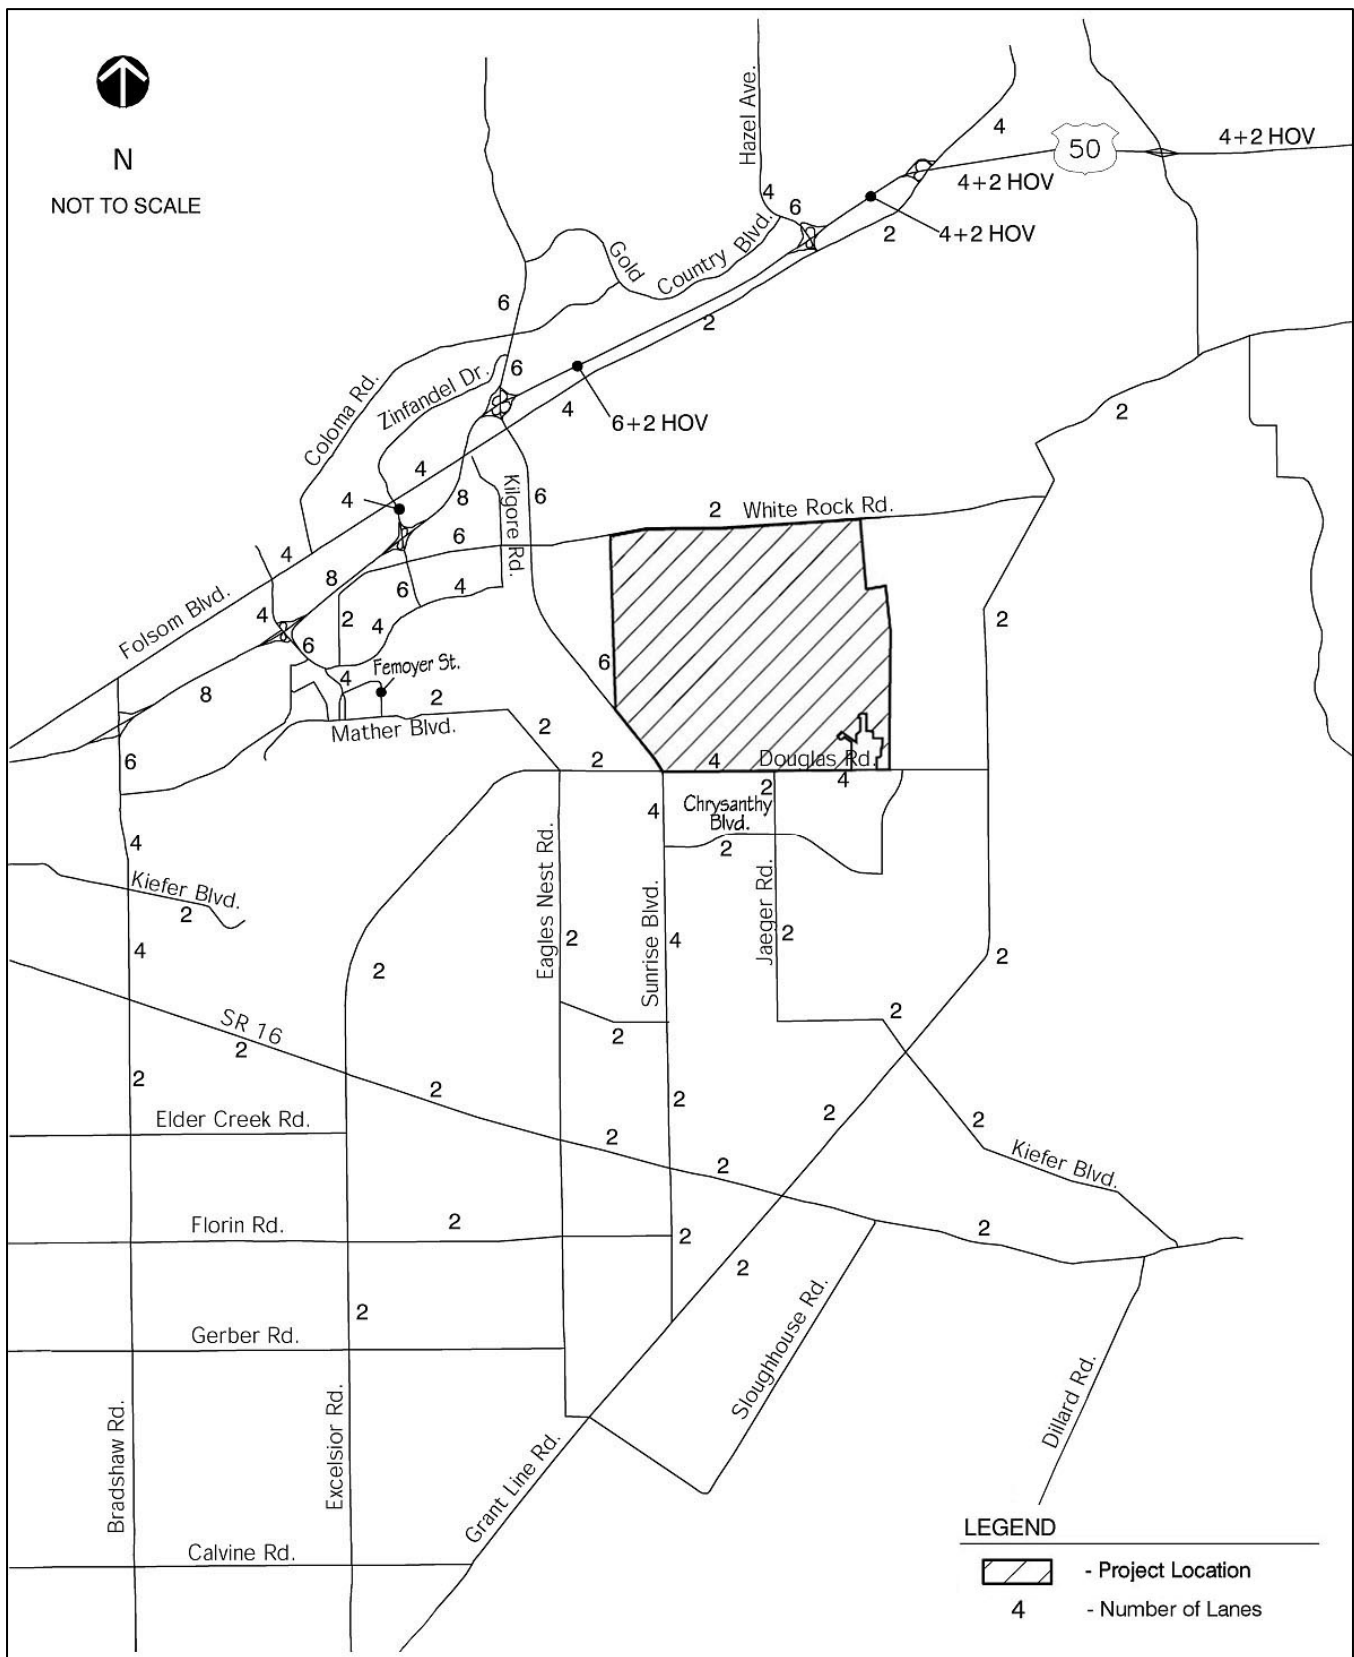 N
NOT TO SCALE
Hazel Ave.
4
50
4+2 HOV
4+2 HOV
4
6
4+2 HOV
2
Gold
Country Blvd.
6
2
Coloma Rd.
Zinfandel Dr.
6
4
6+2 HOV
2
4
4
8
Kilgore Rd.
6
2
White Rock Rd.
6
4
8
6
4
Folsom Blvd.
4
2
4
2
6
6
Femoyer St.
4
8
2
Mather Blvd.
2
6
2
4
Douglas Rd.
4
2
4
Chrysanthy
Blvd.
2
4
Kiefer Blvd.
2
Eagles Nest Rd.
Sunrise Blvd.
Jaeger Rd.
2
4
2
4
2
2
SR 16
2
2
2
2
2
2
2
2
2
Elder Creek Rd.
2
2
Kiefer Blvd.
Florin Rd.
2
2
2
2
Sloughhouse Rd.
2
Gerber Rd.
Dillard Rd.
Bradshaw Rd.
Excelsior Rd.
Grant Line Rd.
Calvine Rd.
LEGEND
- Project Location
4 - Number of Lanes